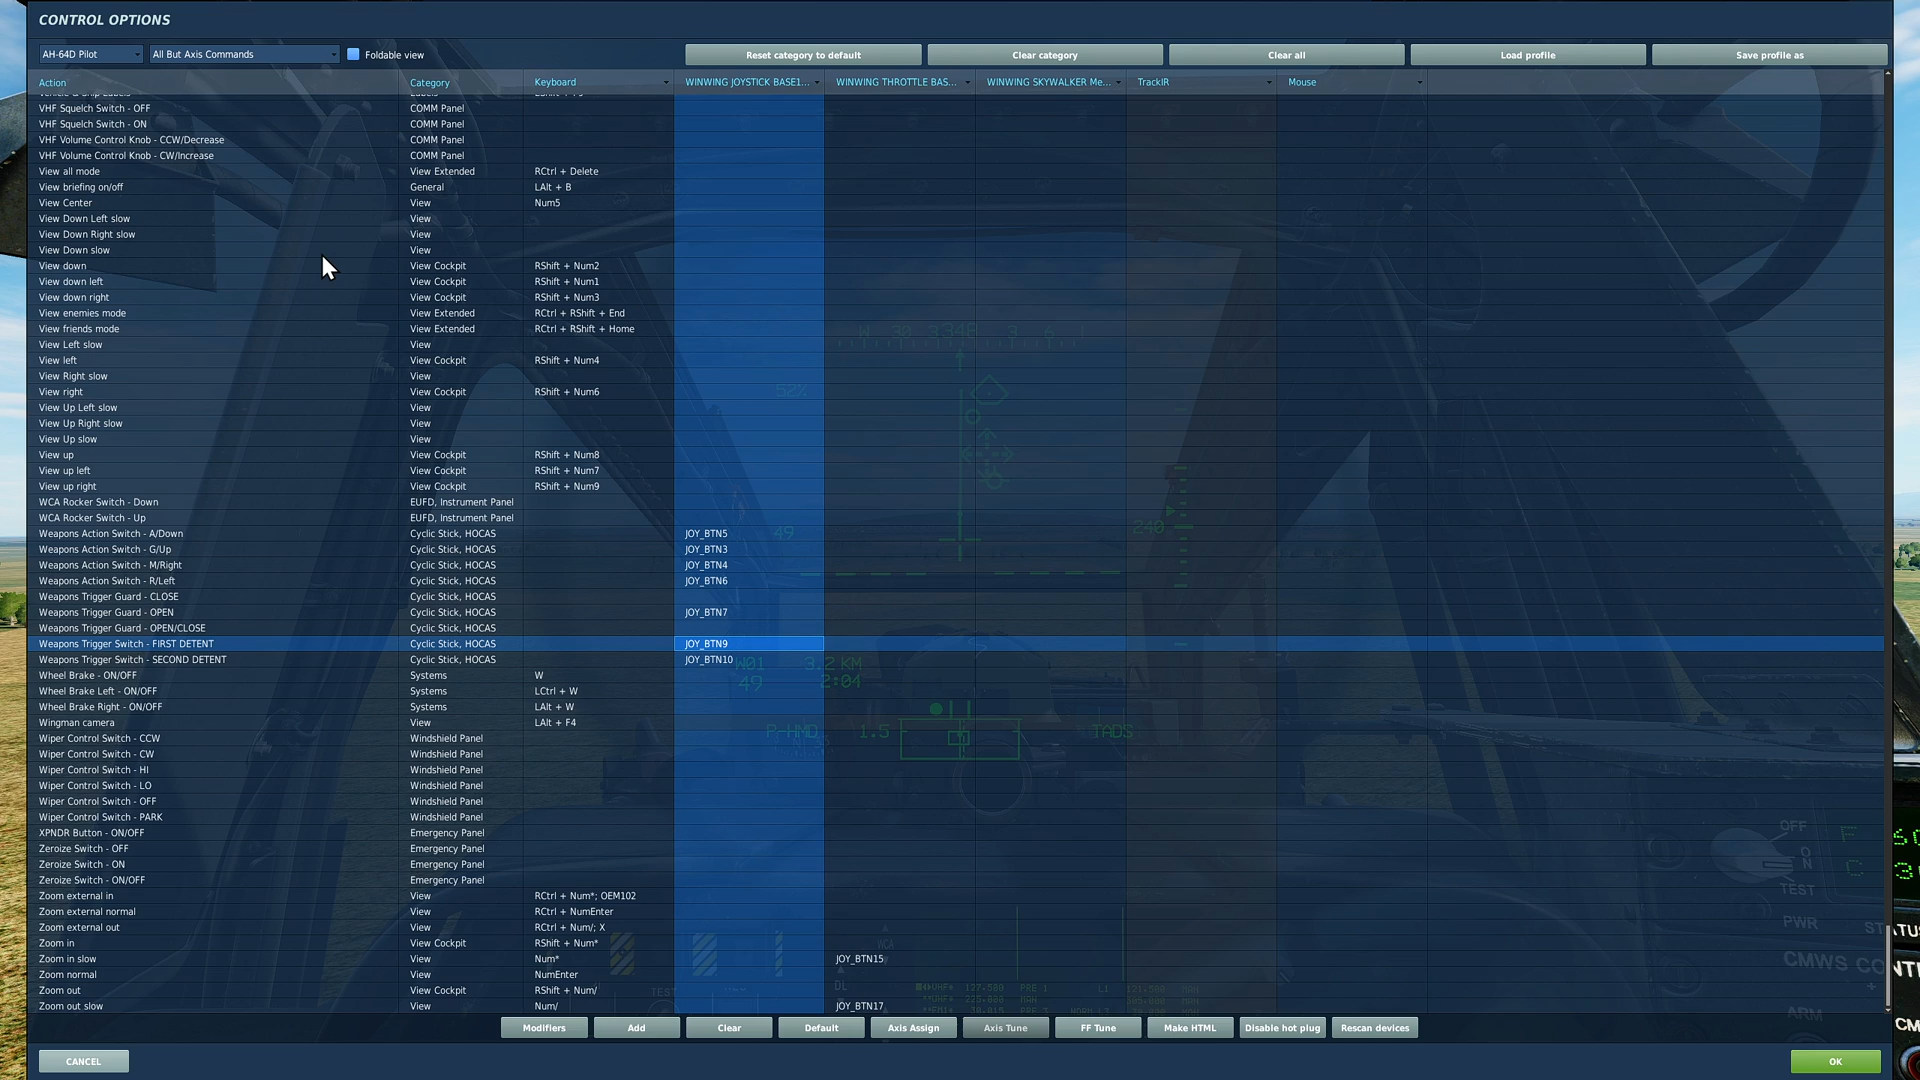 CONTROL OPTIONS
AH-64D Pilot All But Axis Commands Foldable view Reset category to default Clear category Clear all Load profile Save profile as
Action Category Keyboard WINWING JOYSTICK BASE1... WINWING THROTTLE BAS... WINWING SKYWALKER Me... TrackIR Mouse
VHF Squelch Switch - OFF COMM Panel
VHF Squelch Switch - ON COMM Panel
VHF Volume Control Knob - CCW/Decrease COMM Panel
VHF Volume Control Knob - CW/Increase COMM Panel
View all mode View Extended RCtrl + Delete
View briefing on/off General LAlt + B
View Center View Num5
View Down Left slow View
View Down Right slow View
View Down slow View
View down View Cockpit RShift + Num2
View down left View Cockpit RShift + Num1
View down right View Cockpit RShift + Num3
View enemies mode View Extended RCtrl + RShift + End
View friends mode View Extended RCtrl + RShift + Home
View Left slow View
View left View Cockpit RShift + Num4
View Right slow View
View right View Cockpit RShift + Num6
52%
View Up Left slow View
View Up Right slow View
View Up slow View
View up View Cockpit RShift + Num8
View up left View Cockpit RShift + Num7
View up right View Cockpit RShift + Num9
WCA Rocker Switch - Down EUFD, Instrument Panel
WCA Rocker Switch - Up EUFD, Instrument Panel
Weapons Action Switch - A/Down Cyclic Stick, HOCAS JOY_BTN5 49 240
Weapons Action Switch - G/Up Cyclic Stick, HOCAS JOY_BTN3
Weapons Action Switch - M/Right Cyclic Stick, HOCAS JOY_BTN4
Weapons Action Switch - R/Left Cyclic Stick, HOCAS JOY_BTN6
Weapons Trigger Guard - CLOSE Cyclic Stick, HOCAS
Weapons Trigger Guard - OPEN Cyclic Stick, HOCAS JOY_BTN7
Weapons Trigger Guard - OPEN/CLOSE Cyclic Stick, HOCAS
Weapons Trigger Switch - FIRST DETENT Cyclic Stick, HOCAS JOY_BTN9
Weapons Trigger Switch - SECOND DETENT Cyclic Stick, HOCAS JOY_BTN10 W01 3.2 KM
Wheel Brake - ON/OFF Systems W 49 2:04
Wheel Brake Left - ON/OFF Systems LCtrl + W
Wheel Brake Right - ON/OFF Systems LAlt + W
Wingman camera View LAlt + F4
P-HMD 1.5 TADS
Wiper Control Switch - CCW Windshield Panel
Wiper Control Switch - CW Windshield Panel
Wiper Control Switch - HI Windshield Panel
Wiper Control Switch - LO Windshield Panel
Wiper Control Switch - OFF Windshield Panel
Wiper Control Switch - PARK Windshield Panel
XPNDR Button - ON/OFF Emergency Panel OFF
Zeroize Switch - OFF Emergency Panel ON
Zeroize Switch - ON Emergency Panel
Zeroize Switch - ON/OFF Emergency Panel TEST
Zoom external in View RCtrl + Num*; OEM102
Zoom external normal View RCtrl + NumEnter PWR
Zoom external out View RCtrl + Num/; X
Zoom in View Cockpit RShift + Num* WCA
Zoom in slow View Num* JOY_BTN15 CMWS
Zoom normal View NumEnter
Zoom out View Cockpit RShift + Num/
Zoom out slow View Num/ JOY_BTN17 ARM
Modifiers Add Clear Default Axis Assign Axis Tune FF Tune Make HTML Disable hot plug Rescan devices
CANCEL OK